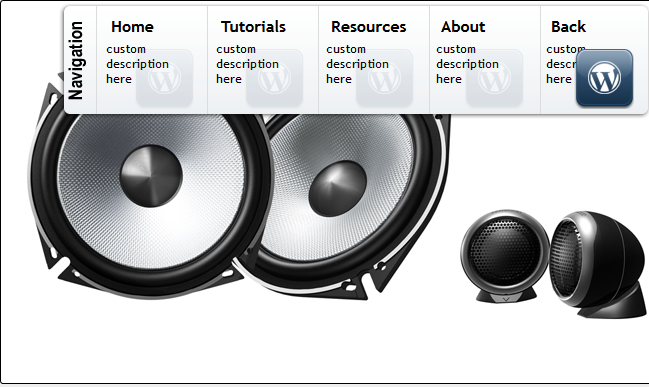 Navigation
Home
custom
description
here
Tutorials
custom
description
here
Resources
custom
description
here
About
custom
description
here
Back
custom
here